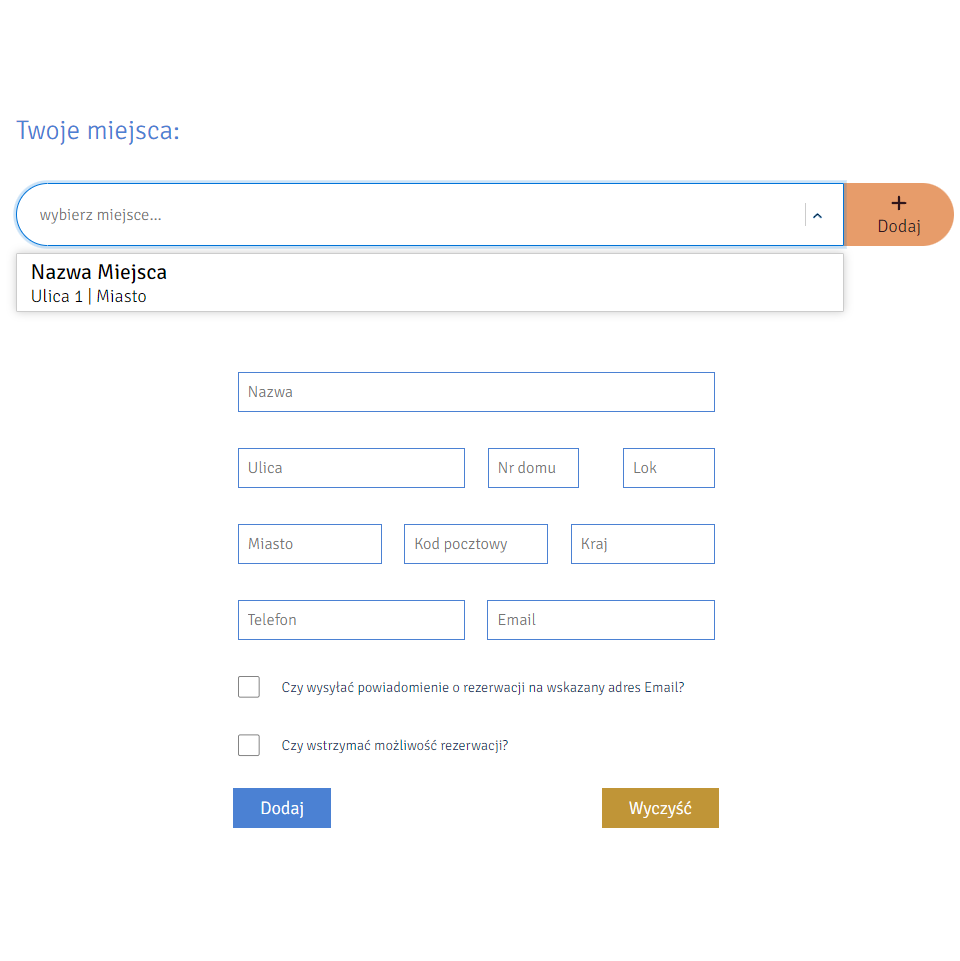 Twoje miejsca:
wybierz miejsce...
+
Dodaj
Nazwa Miejsca
Ulica 1 | Miasto
Nazwa
Ulica
Nr domu
Lok
Miasto
Kod pocztowy
Kraj
Telefon
Email
Czy wysyłać powiadomienie o rezerwacji na wskazany adres Email?
Czy wstrzymać możliwość rezerwacji?
Dodaj
Wyczyść